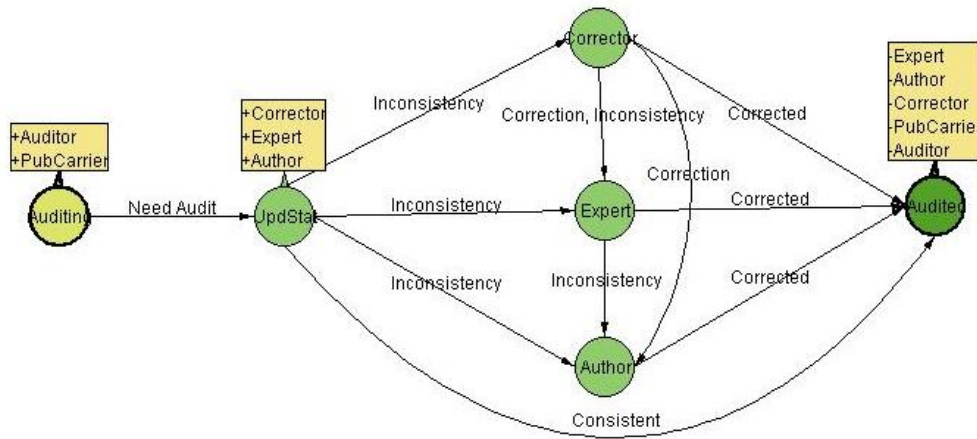 Corrector
-Expert
-Author
-Corrector
-PubCarrier
-Auditor
Inconsistency
+Corrector
+Expert
+Author
Correction, Inconsistency
Corrected
+Auditor
+PubCarrier
Correction
Auditing
Need Audit
UpdStat
Inconsistency
Expert
Corrected
Audited
Inconsistency
Inconsistency
Corrected
Author
Consistent